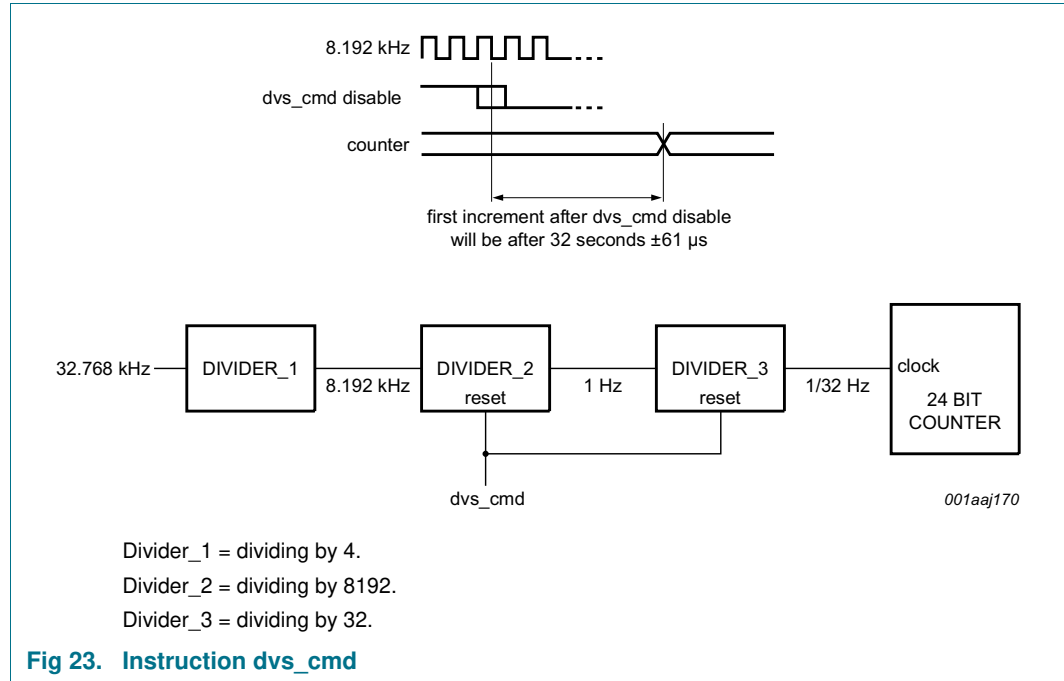 8.192 kHz
dvs_cmd disable
counter
first increment after dvs_cmd disable
will be after 32 seconds ±61 μs
32.768 kHz
DIVIDER_1
8.192 kHz
DIVIDER_2
reset
1 Hz
DIVIDER_3
reset
1/32 Hz
clock
24 BIT
COUNTER
dvs_cmd
001aaj170
Divider_1 = dividing by 4.
Divider_2 = dividing by 8192.
Divider_3 = dividing by 32.
Fig 23. Instruction dvs_cmd